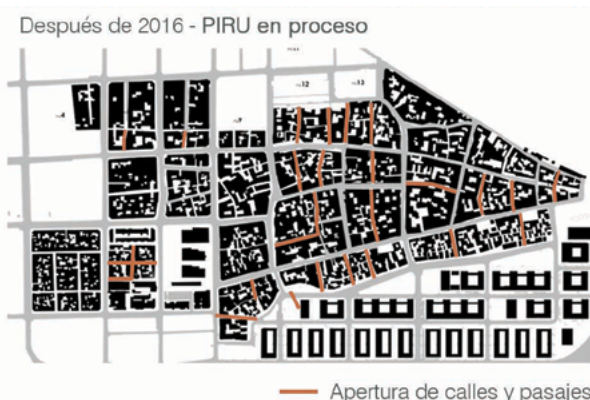 Después de 2016 - PIRU en proceso
Apertura de calles y pasajes